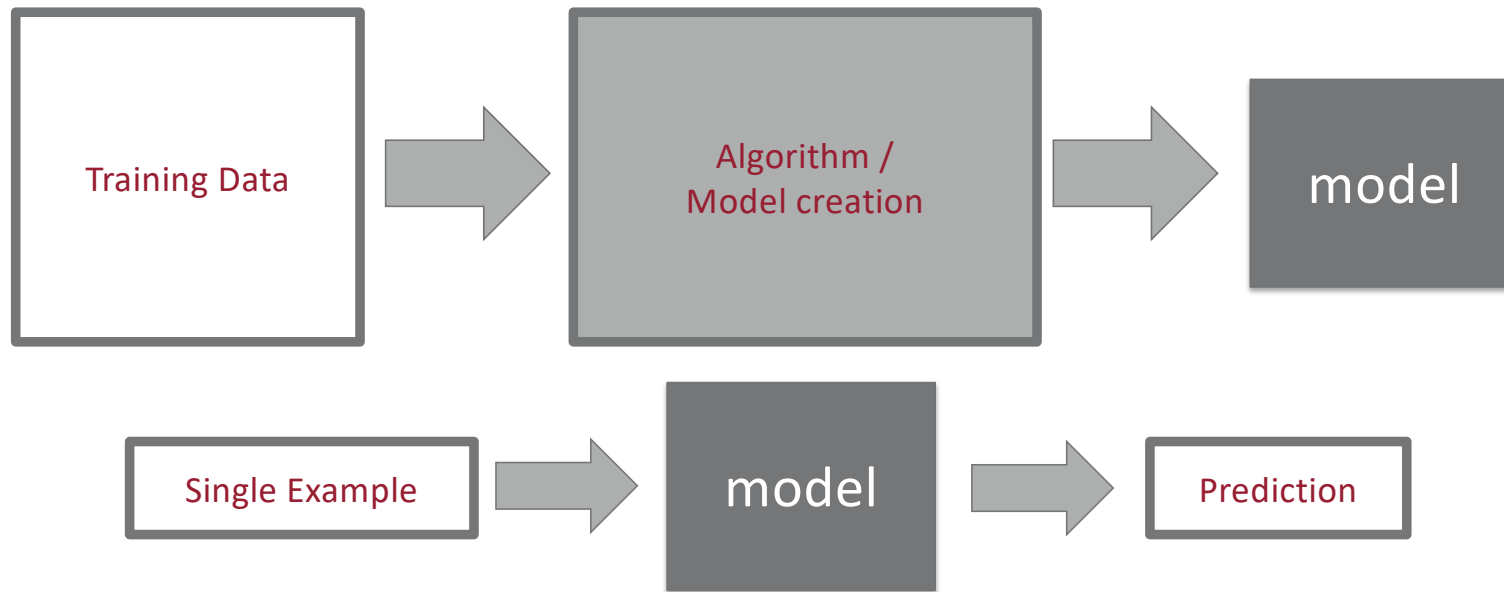 Training Data
Algorithm /
Model creation
model
Single Example
model
Prediction